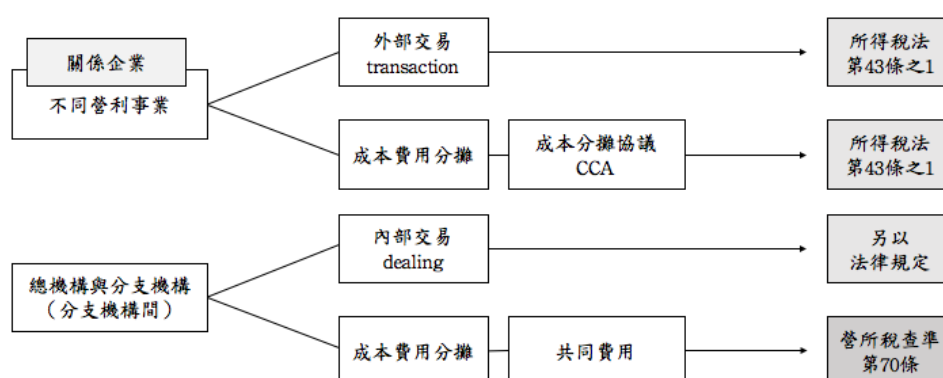 關係企業
不同營利事業
外部交易
transaction
所得稅法
第43條之1
成本費用分攤
成本分攤協議
CCA
所得稅法
第43條之1
總機構與分支機構
(分支機構間)
內部交易
dealing
另以
法律規定
成本費用分攤
共同費用
營所稅查準
第70條